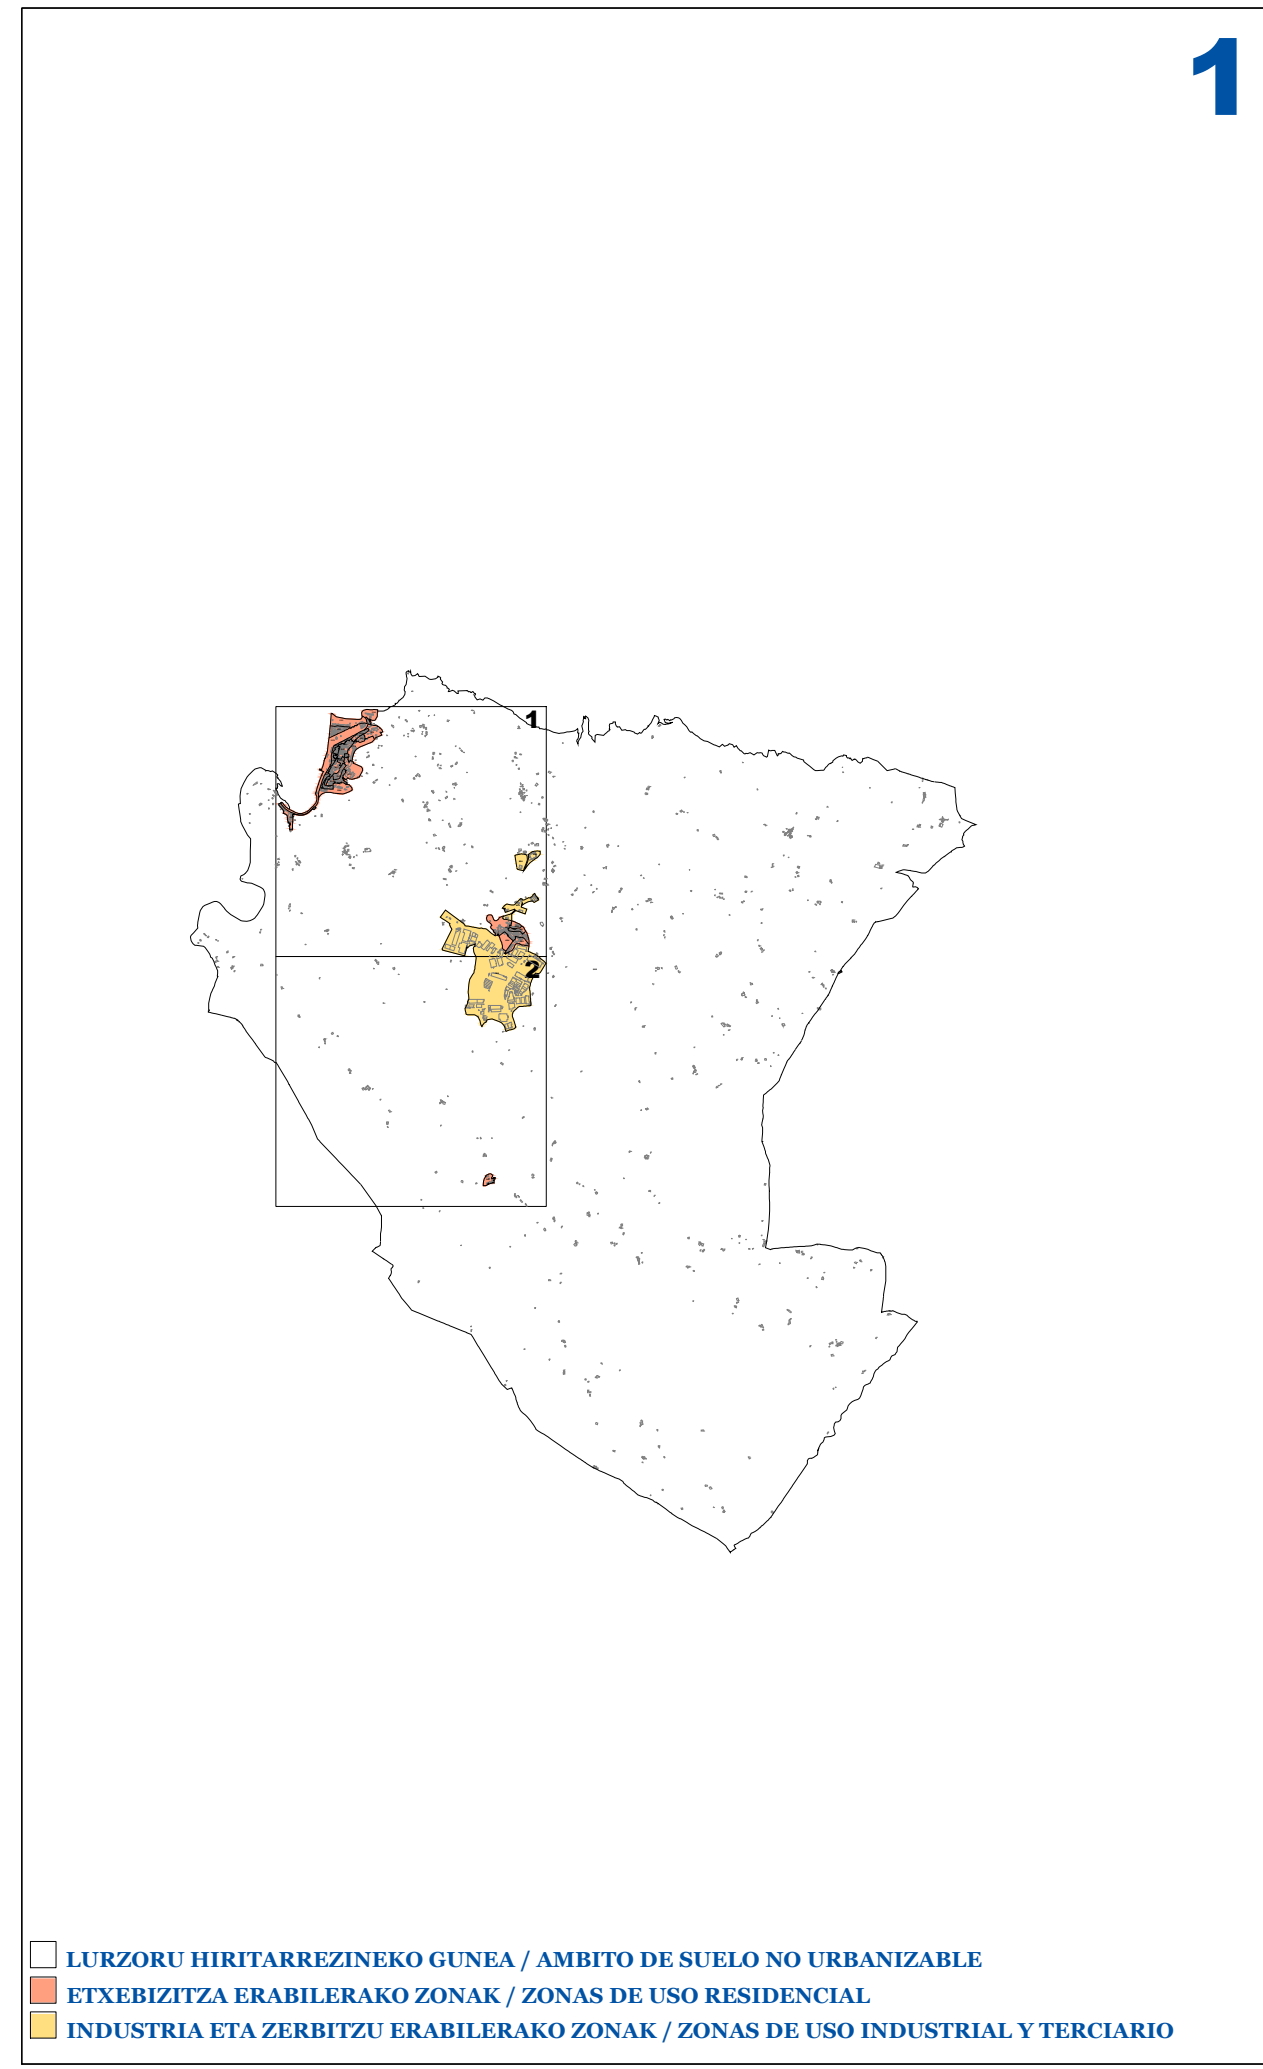 1
1
2
LURZORU HIRITARREZINEKO GUNEA / AMBITO DE SUELO NO URBANIZABLE
ETXEBIZITZA ERABILERAKO ZONAK / ZONAS DE USO RESIDENCIAL
INDUSTRIA ETA ZERBITZU ERABILERAKO ZONAK / ZONAS DE USO INDUSTRIAL Y TERCIARIO